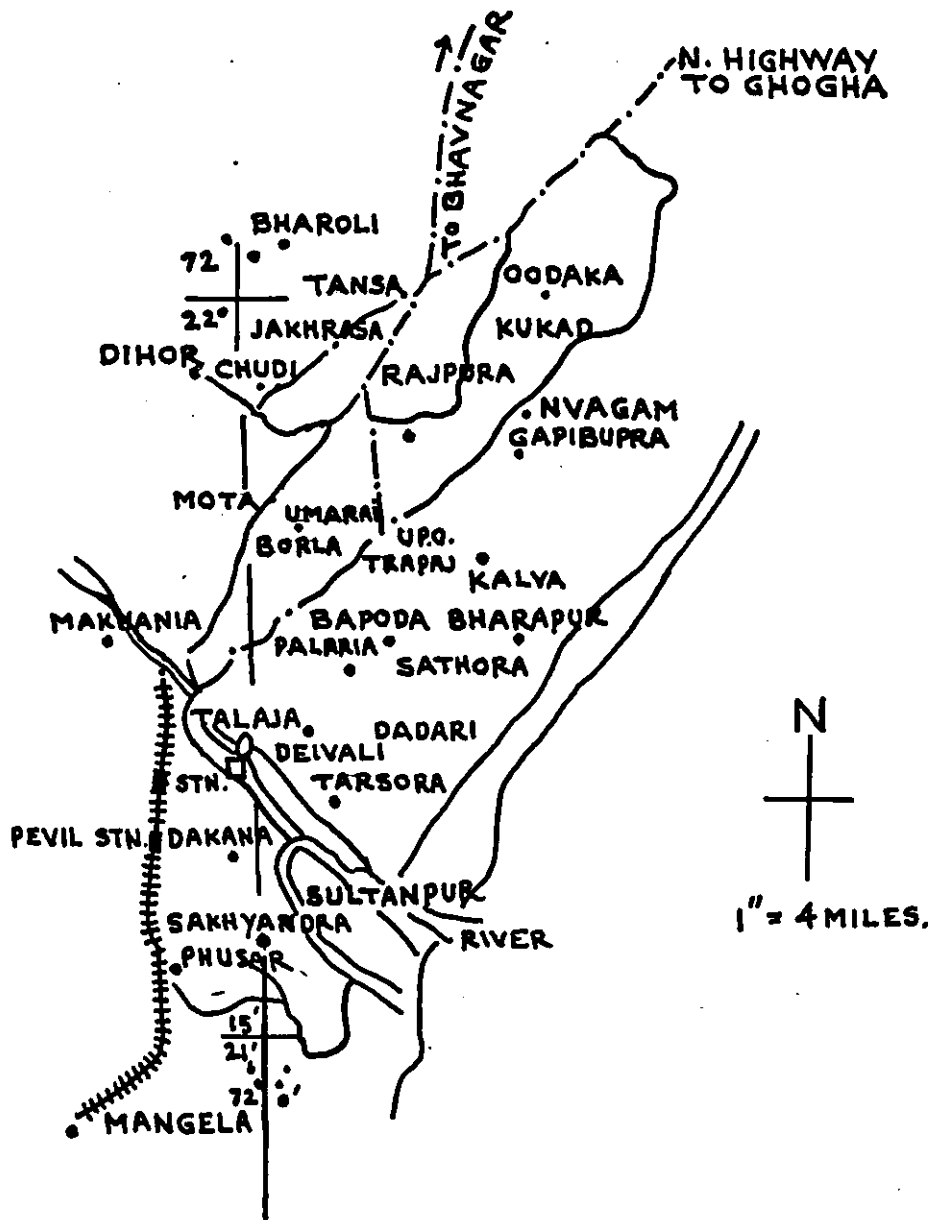 N. HIGHWAY
TO GHOGHA
TO BHAVNAGAR
BHAROLI
72
22°
TANSA
OODAKA
JAKHRASA
KUKAD
DIHOR
CHUDI
RAJPURA
NVAGAM
GAPIBUPRA
MOTA
UMARAI
BORLA
UP.O.
TRAPAJ
KALVA
MAKHANIA
BAPODA BHARAPUR
PALARIA
SATHORA
TALAJA
DADARI
DEIVALI
STN.
TARSORA
N
PEVIL STN. DAKANA
SULTANPUR
1" = 4 MILES.
SAKHYANDRA
RIVER
PHUSAR
15'
21'
72
MANGELA